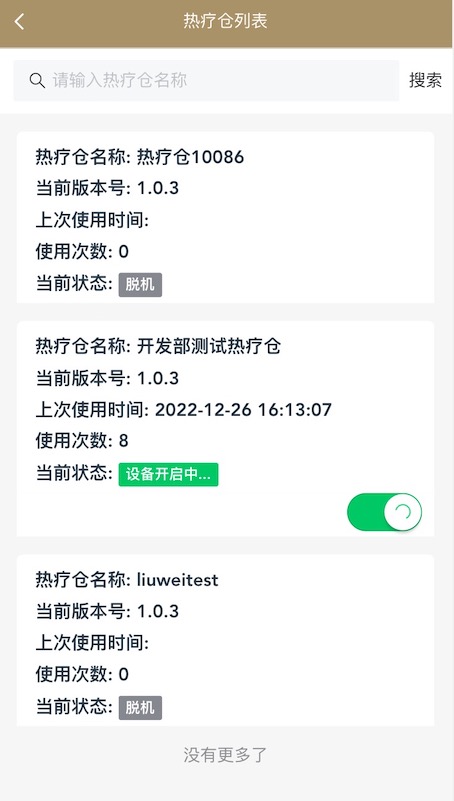 热疗仓列表
请输入热疗仓名称
搜索
热疗仓名称: 热疗仓10086
当前版本号: 1.0.3
上次使用时间:
使用次数: 0
当前状态: 脱机
热疗仓名称: 开发部测试热疗仓
当前版本号: 1.0.3
上次使用时间: 2022-12-26 16:13:07
使用次数: 8
当前状态: 设备开启中...
热疗仓名称: liuweitest
当前版本号: 1.0.3
上次使用时间:
使用次数: 0
当前状态: 脱机
没有更多了